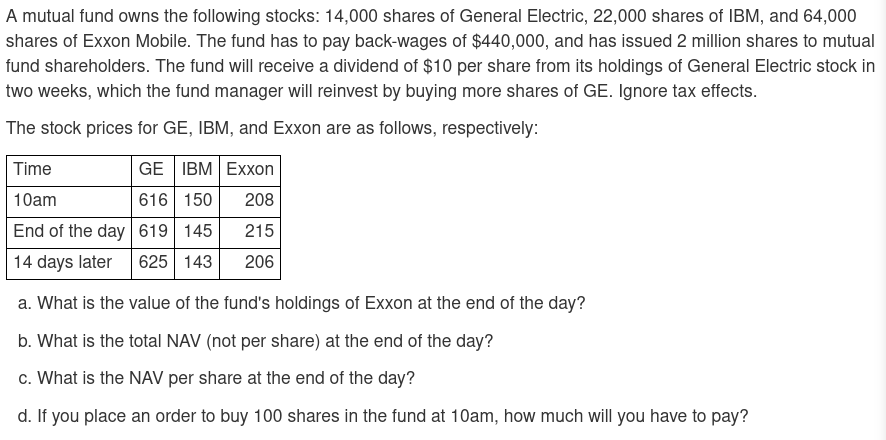 A mutual fund owns the following stocks: 14,000 shares of General Electric, 22,000 shares of IBM, and 64,000
shares of Exxon Mobile. The fund has to pay back-wages of $440,000, and has issued 2 million shares to mutual
fund shareholders. The fund will receive a dividend of $10 per share from its holdings of General Electric stock in
two weeks, which the fund manager will reinvest by buying more shares of GE. Ignore tax effects.
The stock prices for GE, IBM, and Exxon are as follows, respectively:
Time GE IBM Exxon
10am 616 150 208
End of the day 619 145 215
14 days later 625 143 206
a. What is the value of the fund's holdings of Exxon at the end of the day?
b. What is the total NAV (not per share) at the end of the day?
c. What is the NAV per share at the end of the day?
d. If you place an order to buy 100 shares in the fund at 10am, how much will you have to pay?